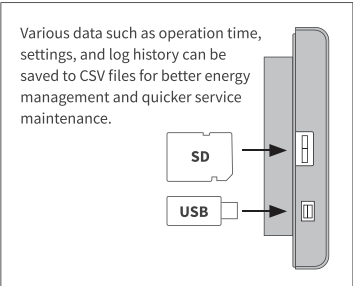 Various data such as operation time,
settings, and log history can be
saved to CSV files for better energy
management and quicker service
maintenance.
SD
USB